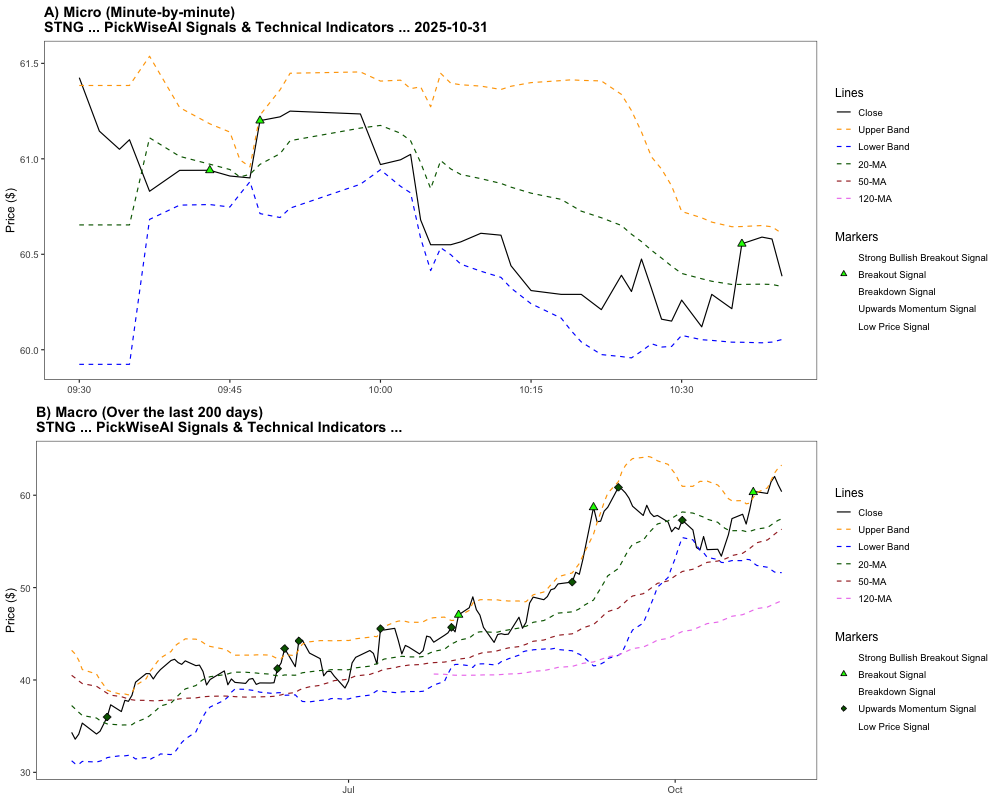 A) Micro (Minute-by-minute)
STNG ... PickWiseAI Signals & Technical Indicators ... 2025-10-31
Price ($)
61.5
61.0
60.5
60.0
09:30
09:45
10:00
10:15
10:30
Lines
Close
Upper Band
Lower Band
20-MA
50-MA
120-MA
Markers
Strong Bullish Breakout Signal
Breakout Signal
Breakdown Signal
Upwards Momentum Signal
Low Price Signal
B) Macro (Over the last 200 days)
STNG ... PickWiseAI Signals & Technical Indicators ...
Price ($)
60
50
40
30
Jul
Oct
Lines
Close
Upper Band
Lower Band
20-MA
50-MA
120-MA
Markers
Strong Bullish Breakout Signal
Breakout Signal
Breakdown Signal
Upwards Momentum Signal
Low Price Signal